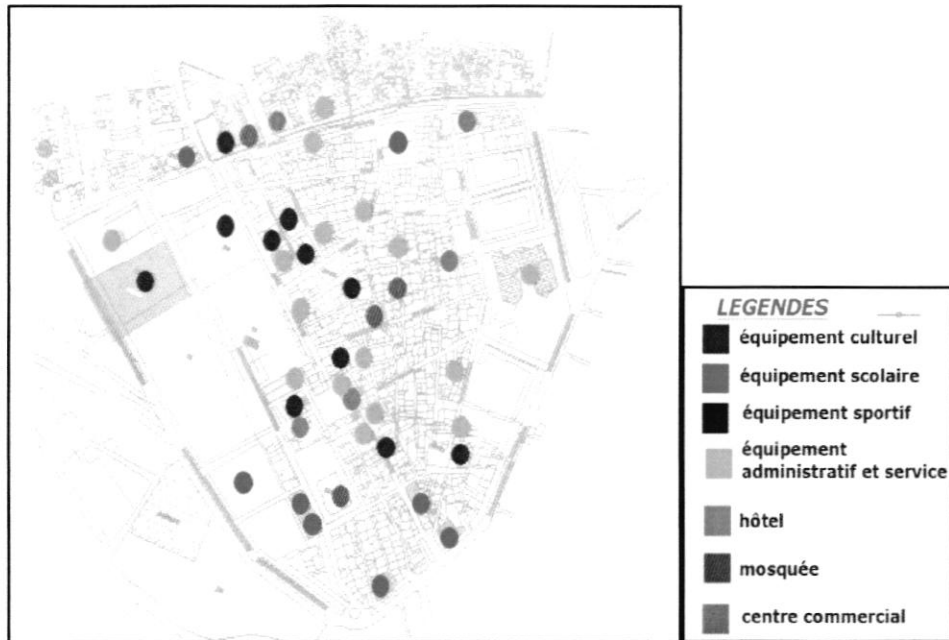 LEGENDES
équipement culturel
équipement scolaire
équipement sportif
équipement
administratif et service
hôtel
mosquée
centre commercial